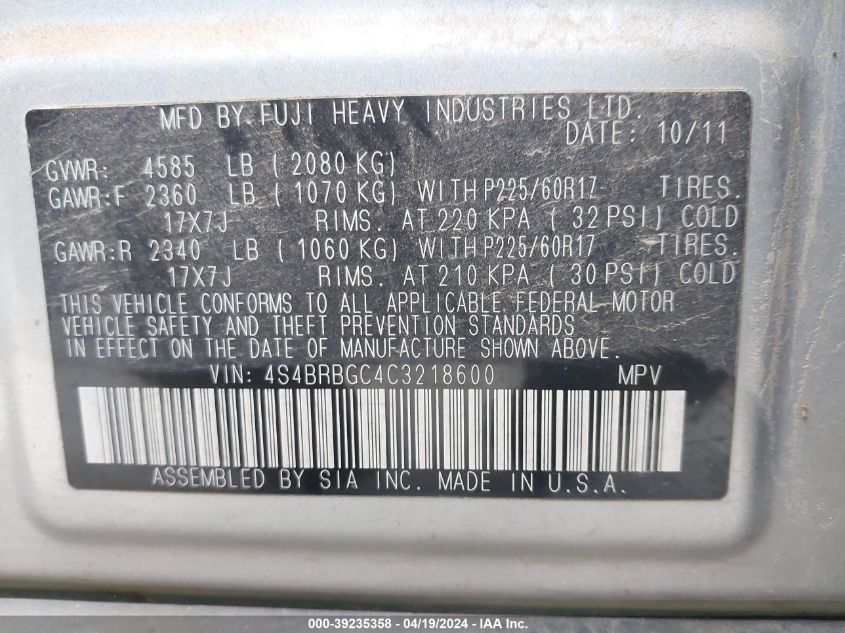 MFD BY FUJI HEAVY INDUSTRIES LTD.
DATE: 10/11
GVWR: 4585 LB ( 2080 KG)
GAWR:F 2360 LB ( 1070 KG) WITH P225/60R17 TIRES.
17X7J RIMS. AT 220 KPA ( 32 PSI) COLD
GAWR:R 2340 LB ( 1060 KG) WITH P225/60R17 TIRES.
17X7J RIMS. AT 210 KPA ( 30 PSI) COLD
THIS VEHICLE CONFORMS TO ALL APPLICABLE FEDERAL MOTOR
VEHICLE SAFETY AND THEFT PREVENTION STANDARDS
IN EFFECT ON THE DATE OF MANUFACTURE SHOWN ABOVE.
VIN: 4S4BRBGC4C3218600 MPV
ASSEMBLED BY SIA INC. MADE IN U.S.A.
000-39235358 - 04/19/2024 - IAA Inc.